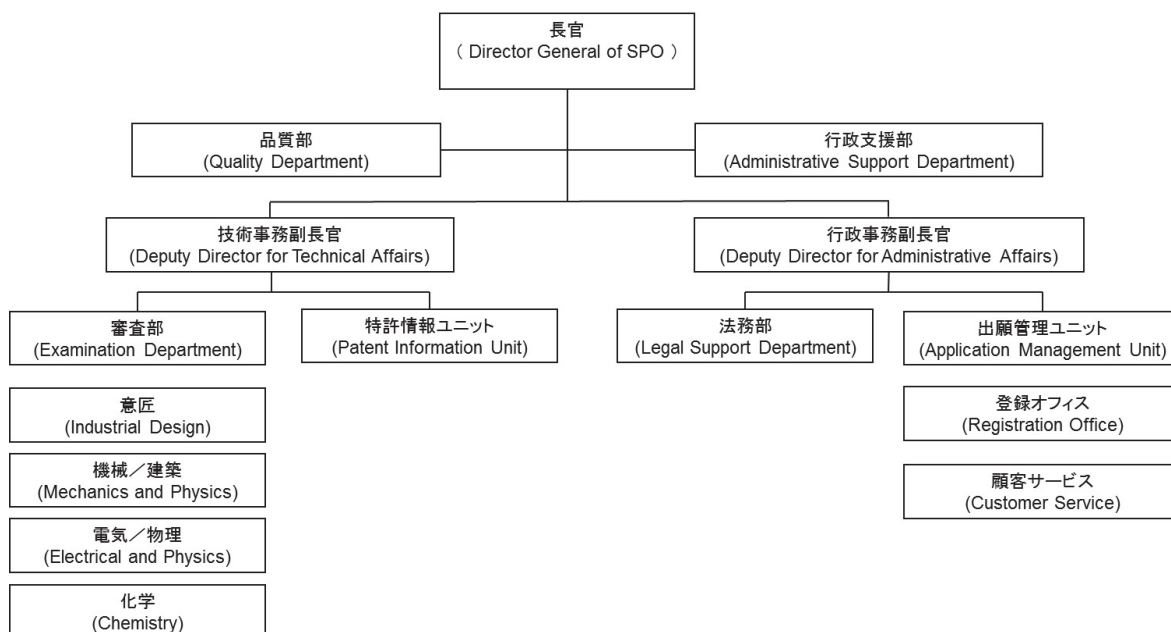 長官
（ Director General of SPO ）
品質部
(Quality Department)
行政支援部
(Administrative Support Department)
技術事務副長官
(Deputy Director for Technical Affairs)
行政事務副長官
(Deputy Director for Administrative Affairs)
審査部
(Examination Department)
特許情報ユニット
(Patent Information Unit)
法務部
(Legal Support Department)
出願管理ユニット
(Application Management Unit)
意匠
(Industrial Design)
登録オフィス
(Registration Office)
機械／建築
(Mechanics and Physics)
顧客サービス
(Customer Service)
電気／物理
(Electrical and Physics)
化学
(Chemistry)